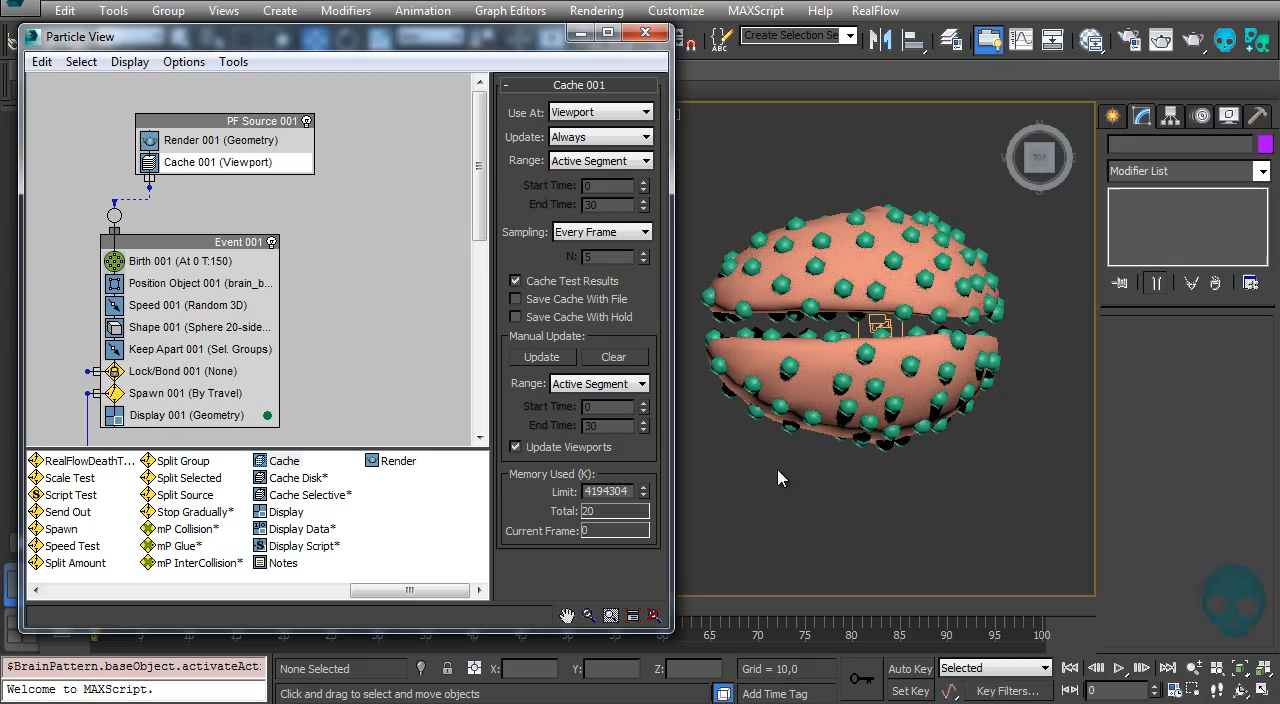 Edit Tools Group Views Create Modifiers Animation Graph Editors Rendering Customize MAXScript Help RealFlow
Particle View
ABC
Create Selection Se
Edit Select Display Options Tools
PF Source 001
Render 001 (Geometry)
Cache 001 (Viewport)
Event 001
Birth 001 (At 0 T:150)
Position Object 001 (brain_b...
Speed 001 (Random 3D)
Shape 001 (Sphere 20-side...
Keep Apart 001 (Sel. Groups)
Lock/Bond 001 (None)
Spawn 001 (By Travel)
Display 001 (Geometry)
RealFlowDeathT...
Scale Test
Script Test
Send Out
Spawn
Speed Test
Split Amount
Split Group
Split Selected
Split Source
Stop Gradually*
mP Collision*
mP Glue*
mP InterCollision*
Cache
Cache Disk*
Cache Selective*
Display
Display Data*
Display Script*
Notes
Render
- Cache 001
Use At: Viewport
Update: Always
Range: Active Segment
Start Time: 0
End Time: 30
Sampling: Every Frame
N: 5
Cache Test Results
Save Cache With File
Save Cache With Hold
Manual Update:
Update Clear
Range: Active Segment
Start Time: 0
End Time: 30
Update Viewports
Memory Used (K):
Limit: 4194304
Total: 20
Current Frame: 0
TOP
Modifier List
65 70 75 80 85 90 95 100
$BrainPattern.baseObject.activateAct
Welcome to MAXScript.
None Selected
X: Y: Z:
Grid = 10,0
Click and drag to select and move objects
Add Time Tag
Auto Key Selected
Set Key Key Filters...
0